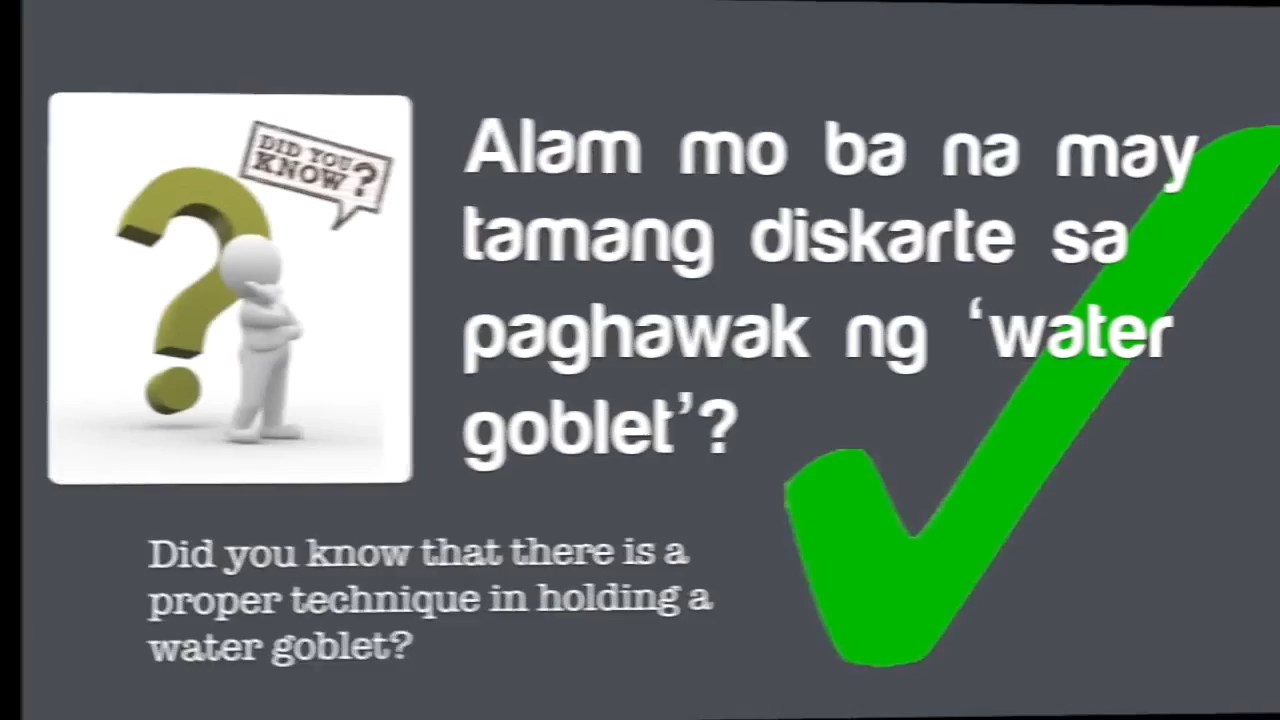 DID YOU
KNOW?
Alam mo ba na may
tamang diskarte sa
paghawak ng ‘water
goblet’?
Did you know that there is a
proper technique in holding a
water goblet?